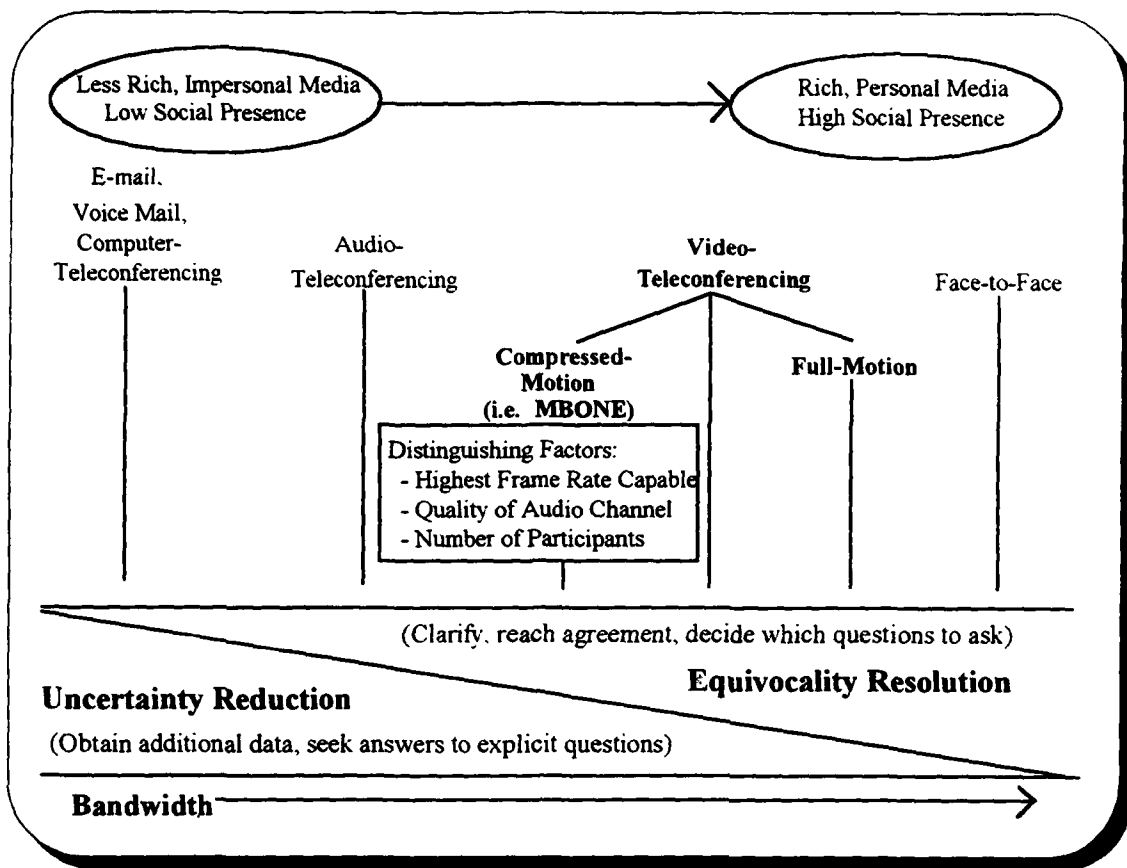 Less Rich, Impersonal Media
Low Social Presence
Rich, Personal Media
High Social Presence
E-mail,
Voice Mail,
Computer-
Teleconferencing
Audio-
Teleconferencing
Video-
Teleconferencing
Face-to-Face
Compressed-
Motion
(i.e. MBONE)
Full-Motion
Distinguishing Factors:
- Highest Frame Rate Capable
- Quality of Audio Channel
- Number of Participants
(Clarify, reach agreement, decide which questions to ask)
Equivocality Resolution
Uncertainty Reduction
(Obtain additional data, seek answers to explicit questions)
Bandwidth